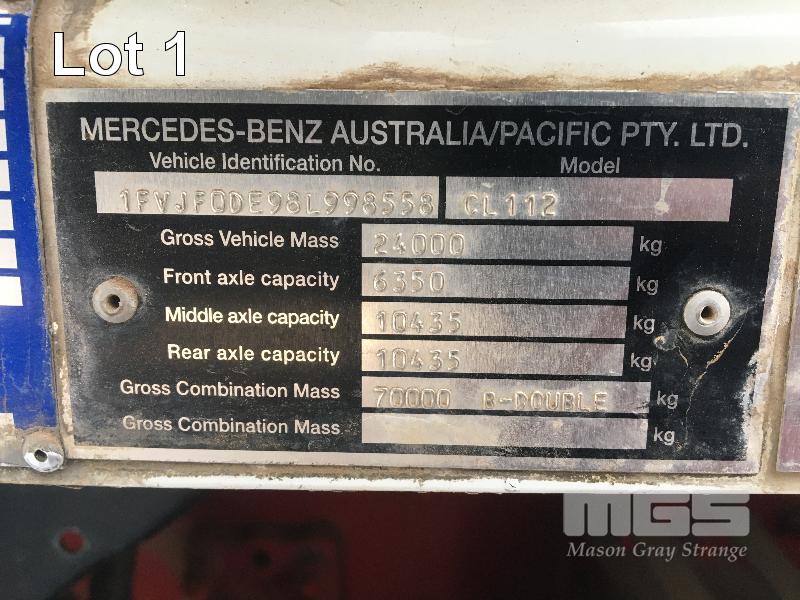 Lot 1
MERCEDES-BENZ AUSTRALIA/PACIFIC PTY. LTD.
Vehicle Identification No. Model
1FVJF0DE98L998558 CL112
Gross Vehicle Mass 24000 kg
Front axle capacity 6350 kg
Middle axle capacity 10435 kg
Rear axle capacity 10435 kg
Gross Combination Mass 70000 B-DOUBLE kg
Gross Combination Mass kg
MGS
Mason Gray Strange